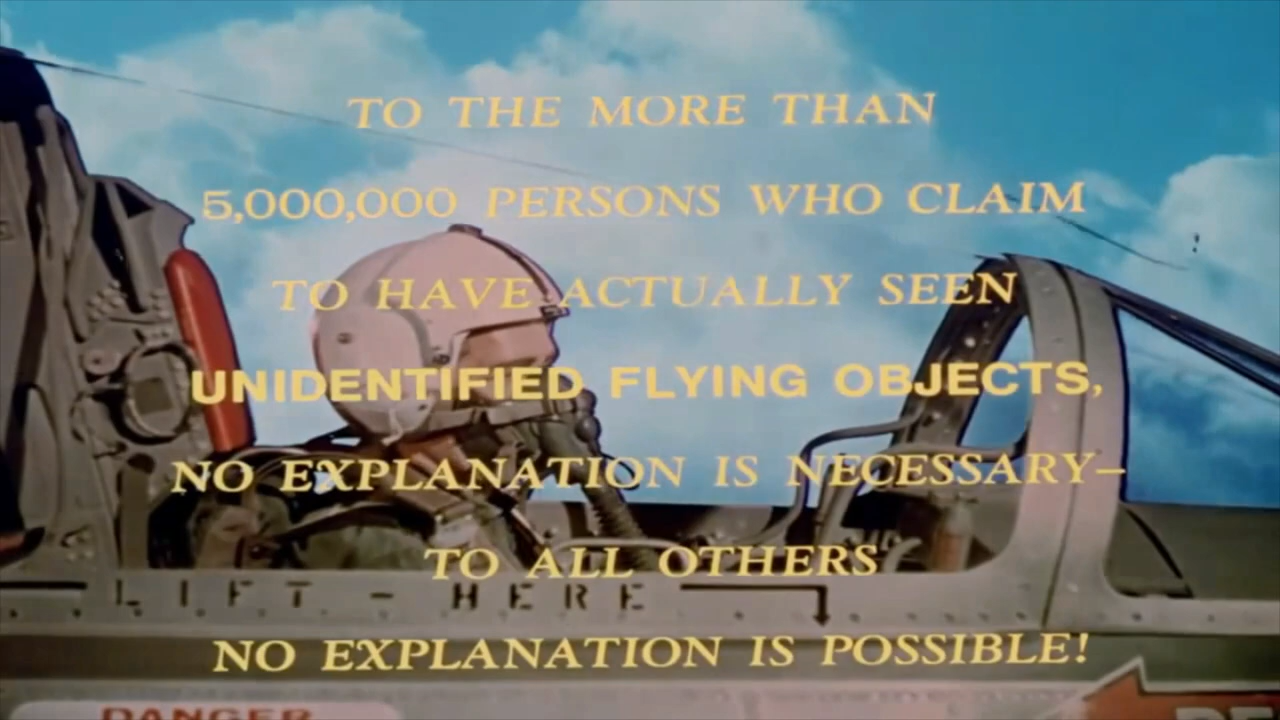 TO THE MORE THAN
5,000,000 PERSONS WHO CLAIM
TO HAVE ACTUALLY SEEN
UNIDENTIFIED FLYING OBJECTS,
NO EXPLANATION IS NECESSARY—
TO ALL OTHERS
LIFT - HERE
NO EXPLANATION IS POSSIBLE!
DANGER